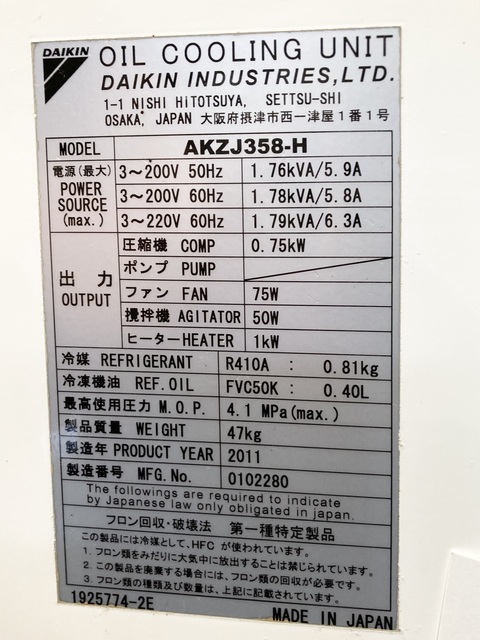 DAIKIN
OIL COOLING UNIT
DAIKIN INDUSTRIES,LTD.
1-1 NISHI HITOTSUYA, SETTSU-SHI
OSAKA, JAPAN 大阪府摂津市西一津屋1番1号
MODEL AKZJ358-H
電源(最大) POWER SOURCE (max.)
3～200V 50Hz 1.76kVA/5.9A
3～200V 60Hz 1.78kVA/5.8A
3～220V 60Hz 1.79kVA/6.3A
出力 OUTPUT
圧縮機 COMP 0.75kW
ポンプ PUMP
ファン FAN 75W
攪拌機 AGITATOR 50W
ヒーター HEATER 1kW
冷媒 REFRIGERANT R410A : 0.81kg
冷凍機油 REF.OIL FVC50K : 0.40L
最高使用圧力 M.O.P. 4.1 MPa(max.)
製品質量 WEIGHT 47kg
製造年 PRODUCT YEAR 2011
製造番号 MFG.No. 0102280
The followings are required to indicate
by Japanese law only obligated in japan.
フロン回収・破壊法 第一種特定製品
この製品には冷媒として、HFC が使われています。
1. フロン類をみだりに大気中に放出することは禁じられています。
2. この製品を廃棄する場合には、フロン類の回収が必要です。
3. フロン類の種類及び数量は、上記に記載されています。
1925774-2E
MADE IN JAPAN